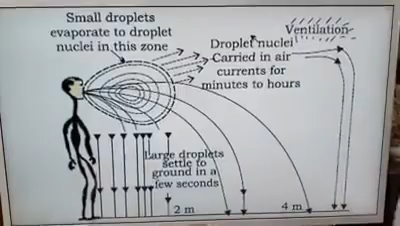 Small droplets
evaporate to droplet
nuclei in this zone
Ventilation
Droplet nuclei
Carried in air
currents for
minutes to hours
Large droplets
settle to
ground in a
few seconds
2 m
4 m